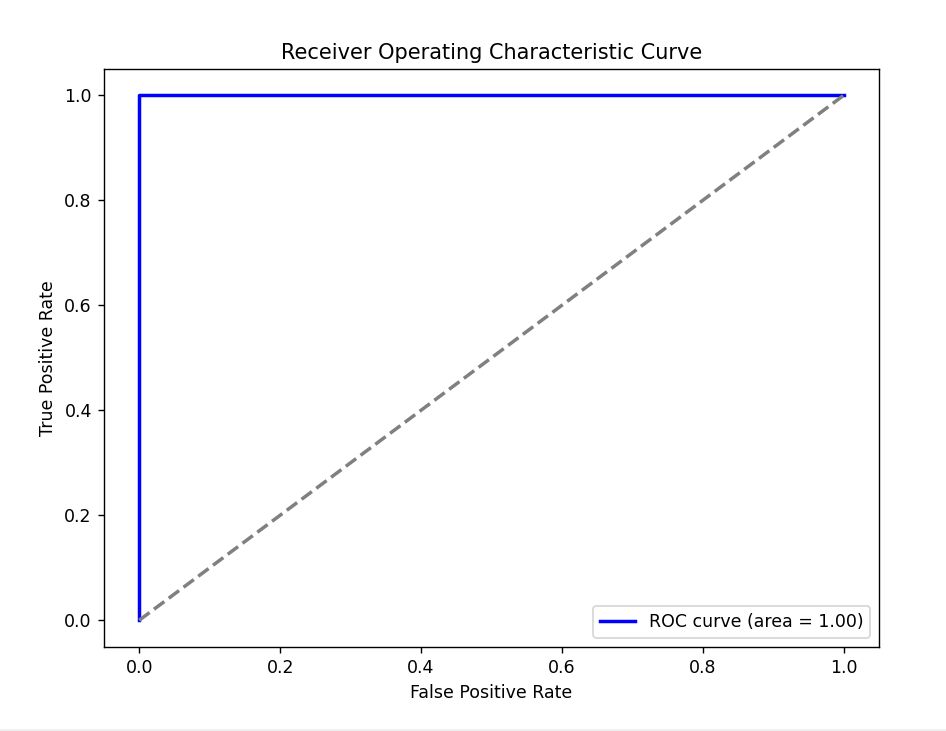 Receiver Operating Characteristic Curve
1.0
0.8
0.6
0.4
0.2
0.0
True Positive Rate
ROC curve (area = 1.00)
0.0 0.2 0.4 0.6 0.8 1.0
False Positive Rate